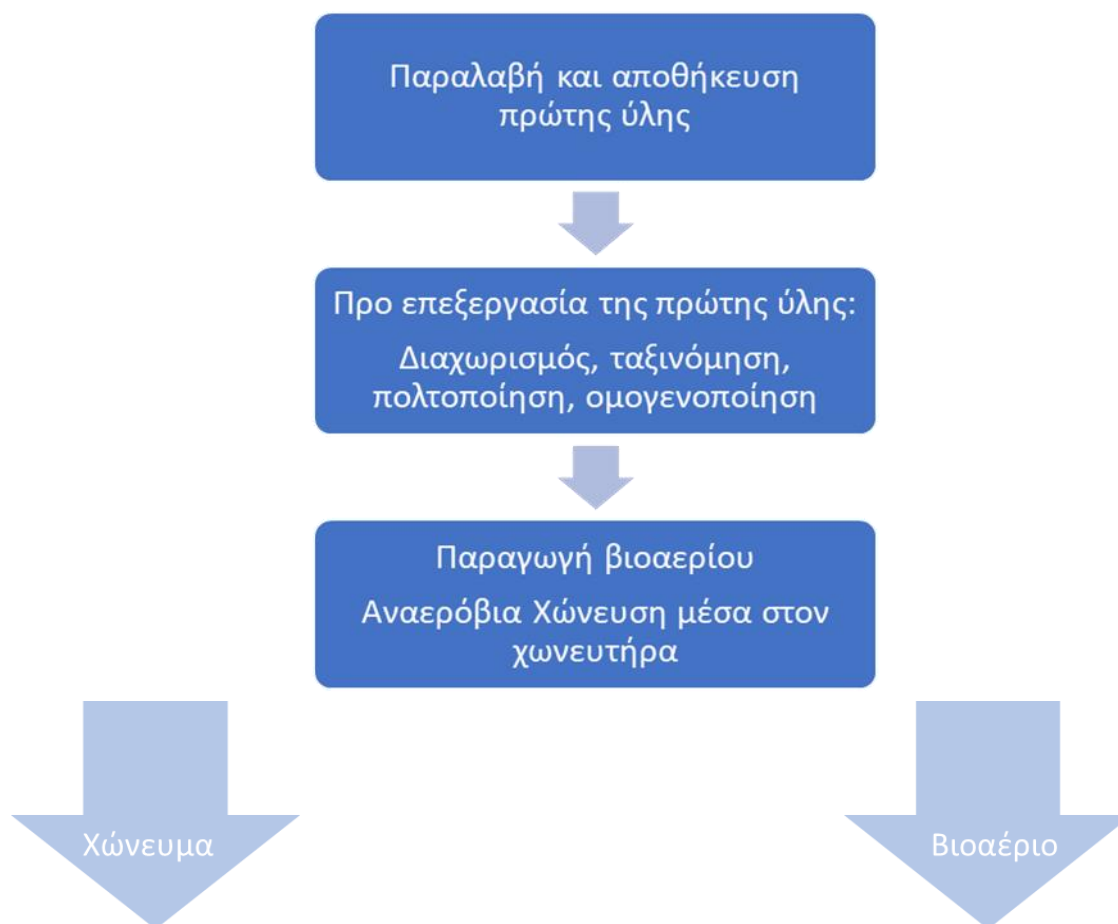 Παραλαβή και αποθήκευση
πρώτης ύλης
Προ επεξεργασία της πρώτης ύλης:
Διαχωρισμός, ταξινόμηση,
πολτοποίηση, ομογενοποίηση
Παραγωγή βιοαερίου
Αναερόβια Χώνευση μέσα στον
χωνευτήρα
Χώνευμα
Βιοαέριο